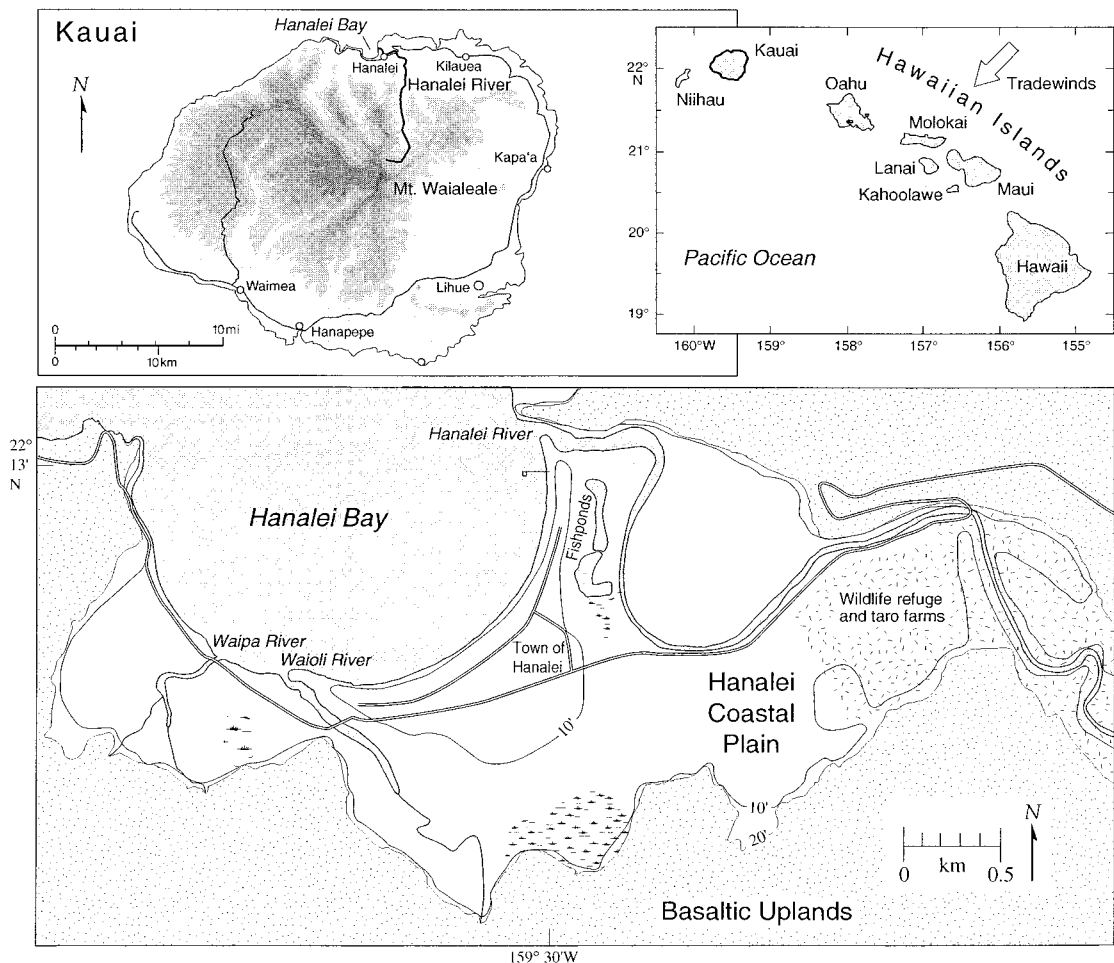 Kauai
Hanalei Bay
Hanalei
Kilauea
Hanalei River
N
Kapa'a
Mt. Waialeale
Waimea
Lihue
Hanapepe
0 10mi
0 10km
22°
N
21°
20°
19°
160°W 159° 158° 157° 156° 155°
Kauai
Niihau
Oahu
Hawaiian Islands
Tradewinds
Molokai
Lanai
Maui
Kahoolawe
Hawaii
Pacific Ocean
22°
13'
N
Hanalei River
Hanalei Bay
Fishponds
Waipa River
Waioli River
Town of
Hanalei
Wildlife refuge
and taro farms
Hanalei
Coastal
Plain
10'
10'
20'
N
0 km 0.5
Basaltic Uplands
159° 30'W